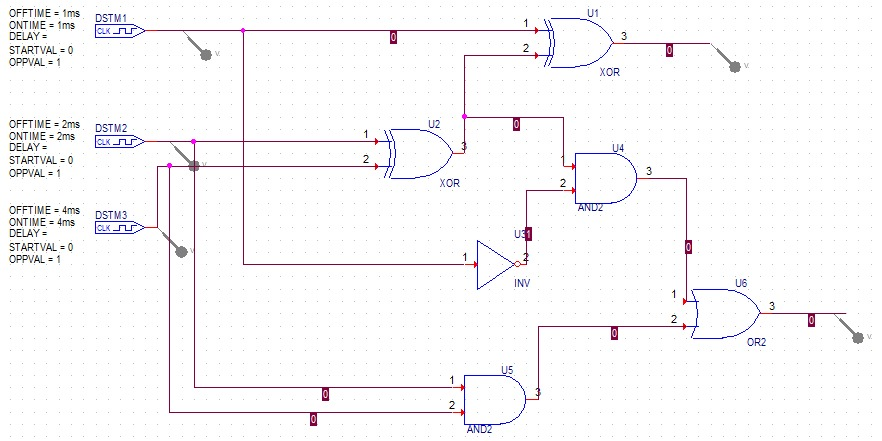 OFFTIME = 1ms
ONTIME = 1ms
DELAY =
STARTVAL = 0
OPPVAL = 1
DSTM1
CLK
0
1
2
U1
3
XOR
0
V
V
OFFTIME = 2ms
ONTIME = 2ms
DELAY =
STARTVAL = 0
OPPVAL = 1
DSTM2
CLK
V
1
2
U2
3
XOR
0
1
2
U4
3
AND2
OFFTIME = 4ms
ONTIME = 4ms
DELAY =
STARTVAL = 0
OPPVAL = 1
DSTM3
CLK
V
1
U3
1
2
INV
0
1
2
U6
3
OR2
0
V
0
0
0
1
2
U5
3
AND2